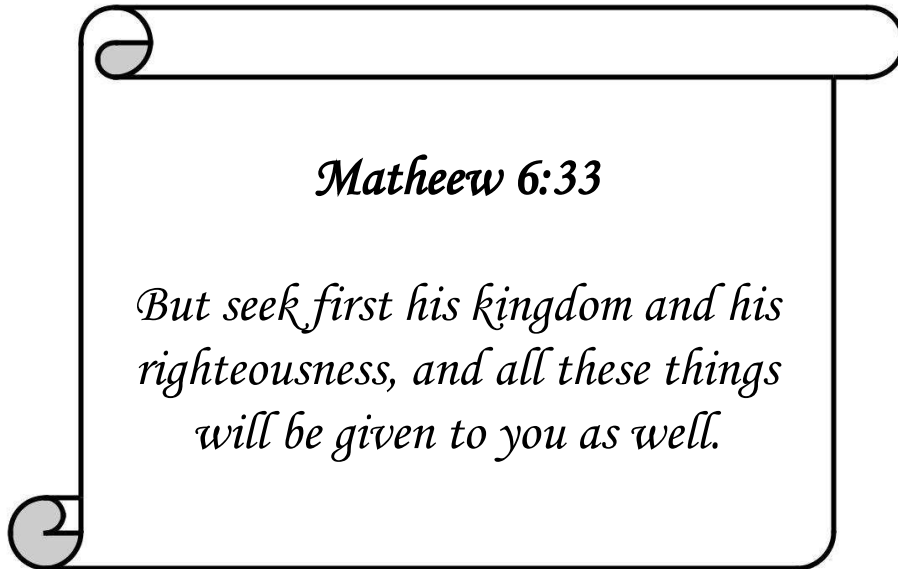 Matheew 6:33
But seek first his kingdom and his
righteousness, and all these things
will be given to you as well.